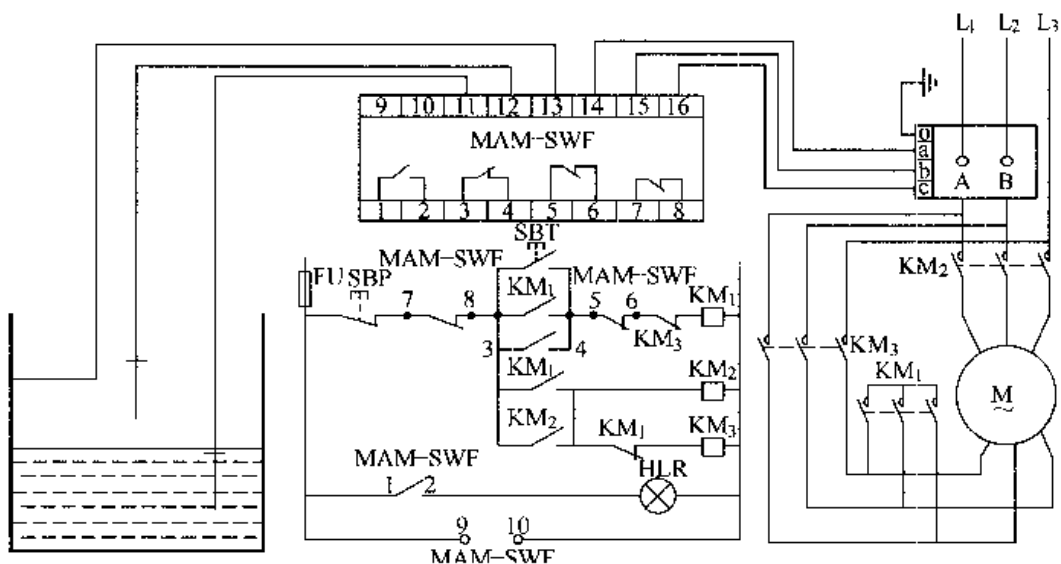 L₁ L₂ L₃
9 10 11 12 13 14 15 16
MAM-SWF
1 2 3 4 5 6 7 8
o
a
b
c
A B
SBT
MAM-SWF
MAM-SWF
FU SBP
KM₁
7 8 5 6
KM₁
KM₃
3 4
KM₁
KM₂
KM₂
KM₁
KM₃
MAM-SWF
1 2
HLR
9 10
MAM-SWF
KM₂
KM₃
KM₁
M
~